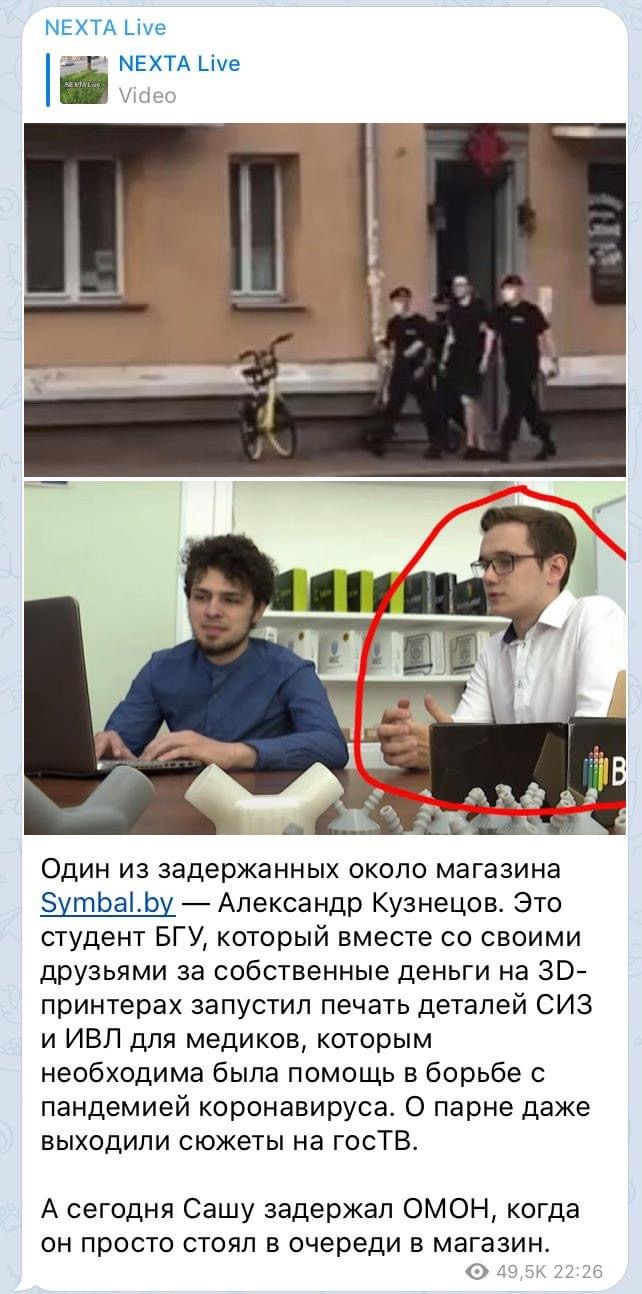 NEXTA Live
NEXTA Live
NEXTA Live
Video
B
Один из задержанных около магазина
Symbal.by — Александр Кузнецов. Это
студент БГУ, который вместе со своими
друзьями за собственные деньги на 3D-
принтерах запустил печать деталей СИЗ
и ИВЛ для медиков, которым
необходима была помощь в борьбе с
пандемией коронавируса. О парне даже
выходили сюжеты на госТВ.
А сегодня Сашу задержал ОМОН, когда
он просто стоял в очереди в магазин.
49,5K 22:26